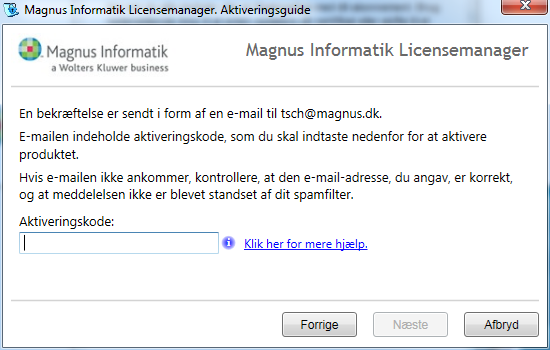 Magnus Informatik Licensemanager. Aktiveringsguide
Magnus Informatik
a Wolters Kluwer business
Magnus Informatik Licensemanager
En bekræftelse er sendt i form af en e-mail til tsch@magnus.dk.
E-mailen indeholde aktiveringskode, som du skal indtaste nedenfor for at aktivere
produktet.
Hvis e-mailen ikke ankommer, kontrollere, at den e-mail-adresse, du angav, er korrekt,
og at meddelelsen ikke er blevet standset af dit spamfilter.
Aktiveringskode:
Klik her for mere hjælp.
Forrige
Næste
Afbryd